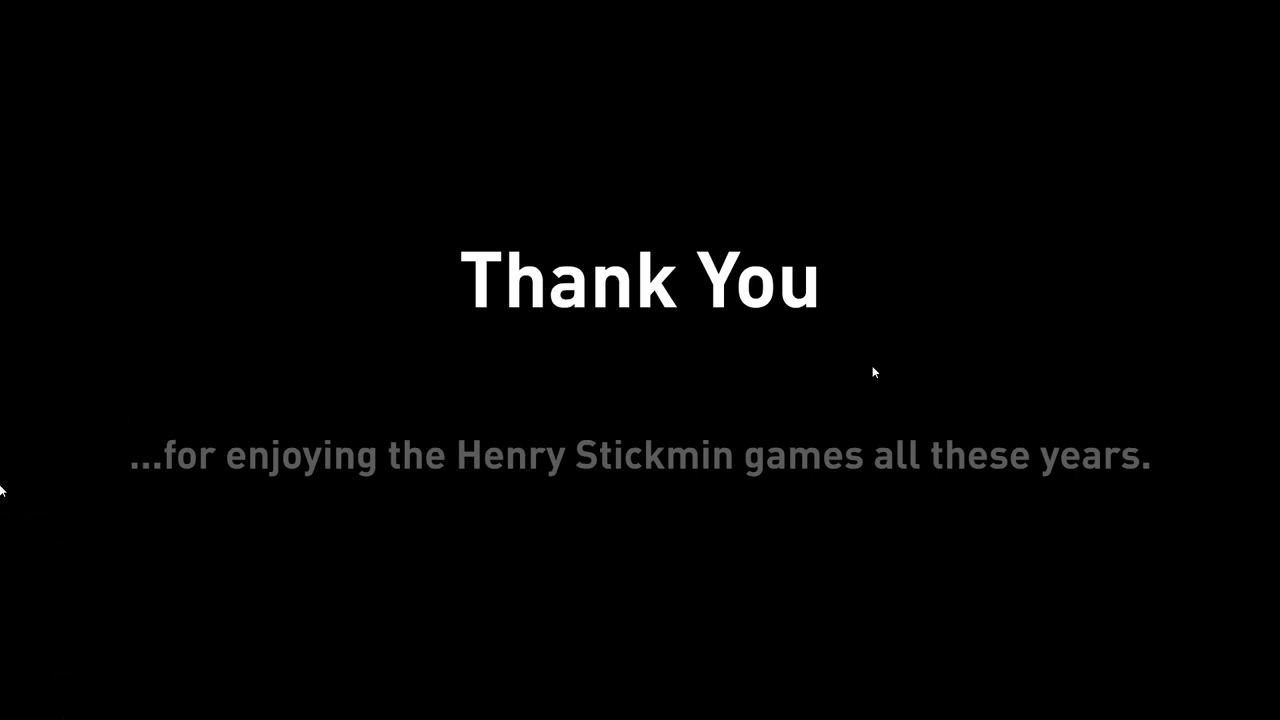 Thank You
...for enjoying the Henry Stickmin games all these years.